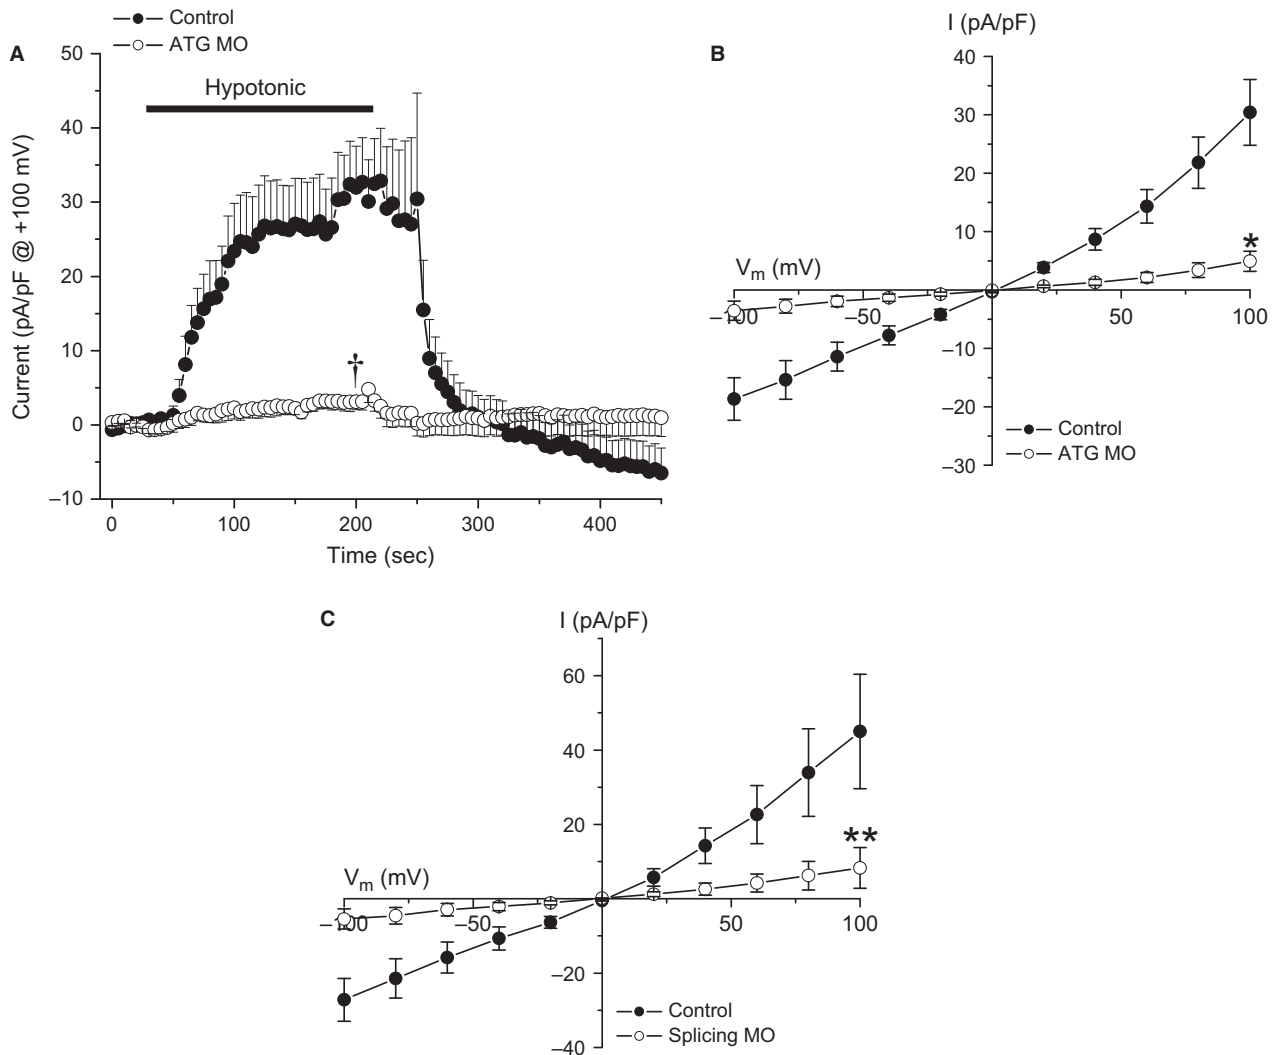 A
Control
ATG MO
50
40
30
20
10
0
–10
Hypotonic
†
Current (pA/pF @ +100 mV)
0
100
200
300
400
Time (sec)
B
I (pA/pF)
40
30
20
10
–10
–20
–30
Vm (mV)
–100
–50
50
100
*
Control
ATG MO
C
I (pA/pF)
60
40
20
–20
–40
Vm (mV)
–100
–50
50
100
**
Control
Splicing MO